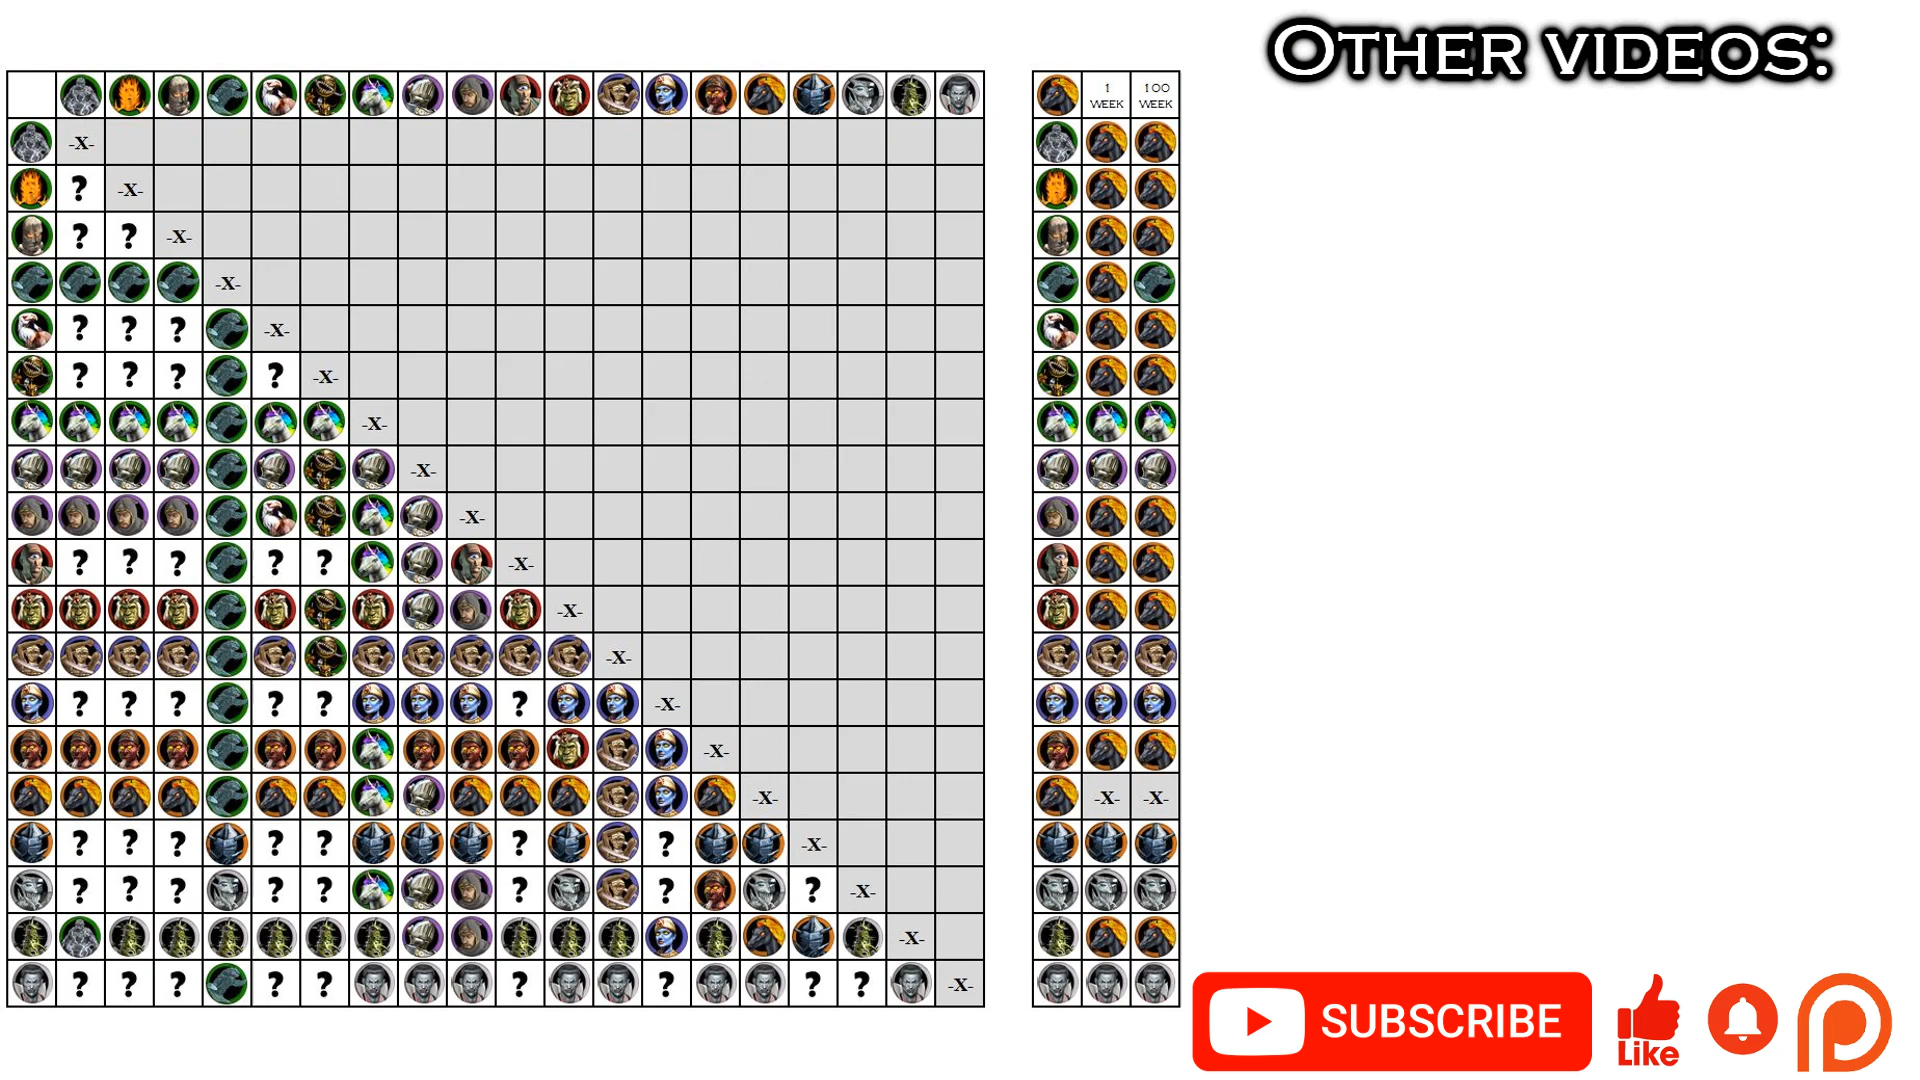 OTHER VIDEOS:
1 WEEK 100 WEEK
-X-
? -X-
? ? -X-
-X-
? ? ? -X-
? ? ? ? -X-
-X-
-X-
-X-
? ? ? ? ? -X-
-X-
-X-
? ? ? ? ? ? -X-
-X-
-X- -X- -X-
? ? ? ? ? ? ? -X-
? ? ? ? ? ? ? ? -X-
-X-
? ? ? ? ? ? ? ? ? -X-
SUBSCRIBE
Like